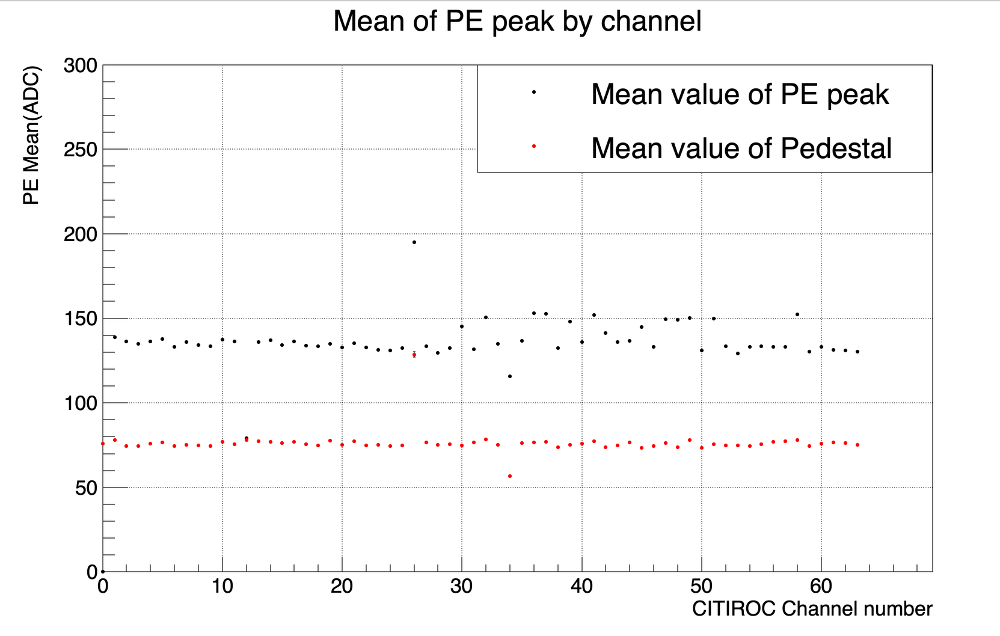 Mean of PE peak by channel
PE Mean(ADC)
300
250
200
150
100
50
0
Mean value of PE peak
Mean value of Pedestal
0 10 20 30 40 50 60
CITIROC Channel number